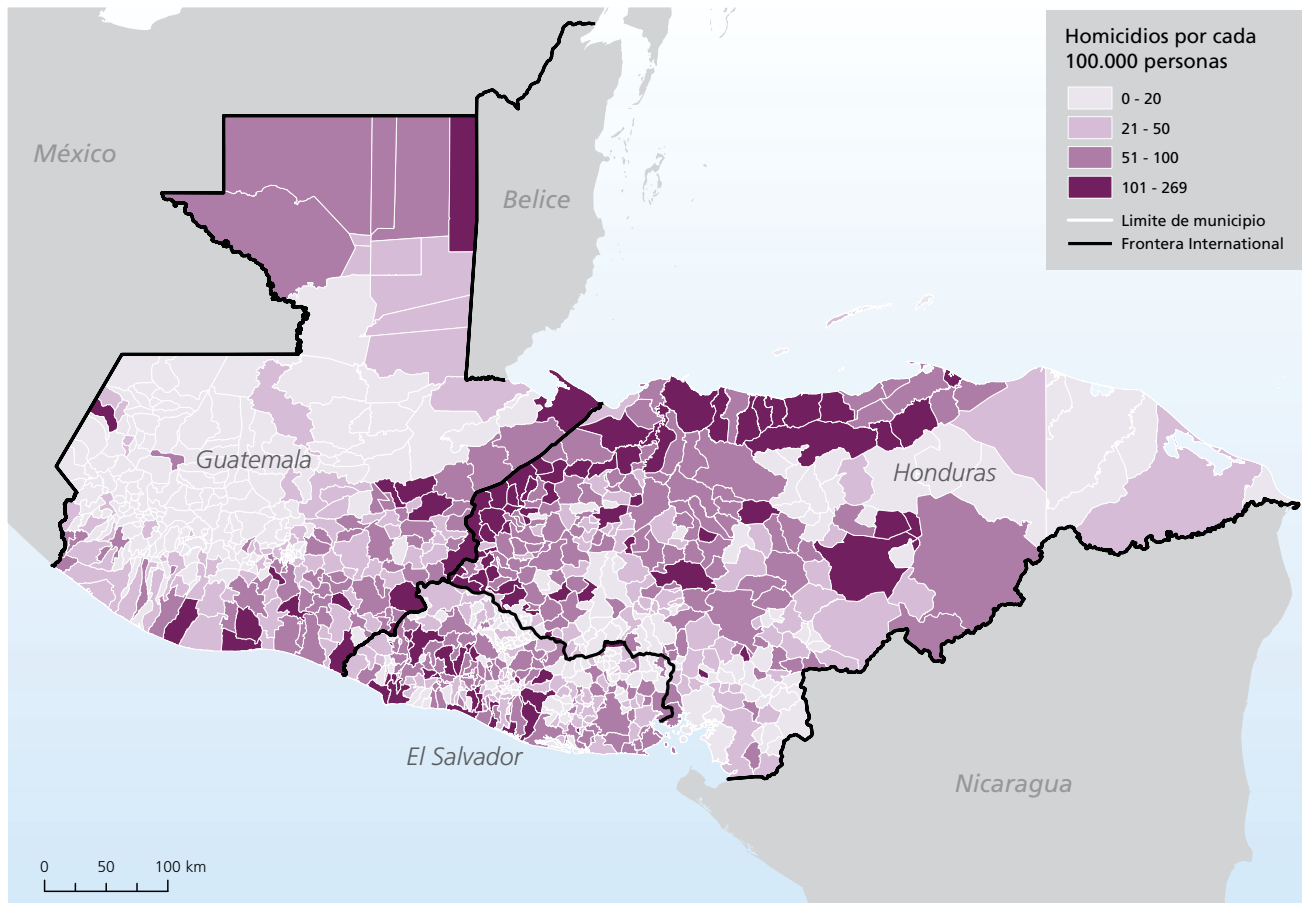 Homicidios por cada
100.000 personas
0 - 20
21 - 50
51 - 100
101 - 269
Limite de municipio
Frontera International
México
Belice
Guatemala
Honduras
El Salvador
Nicaragua
0 50 100 km